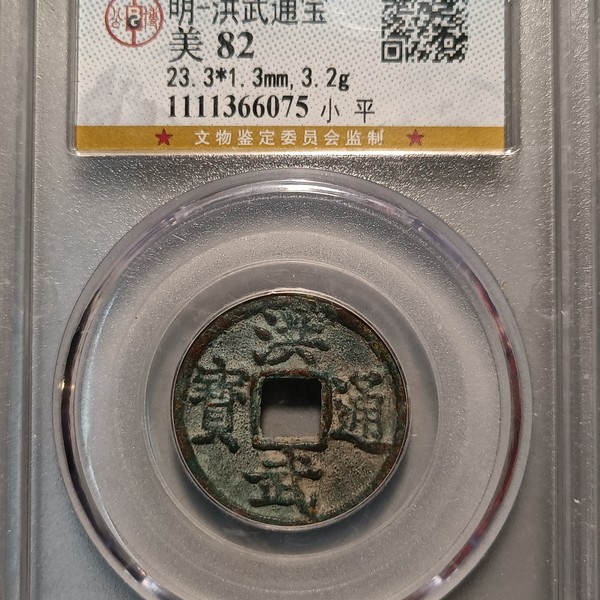 明-洪武通宝
美 82
23.3*1.3mm,3.2g
1111366075 小 平
★ 文物鉴定委员会监制 ★
洪
寶 通
武